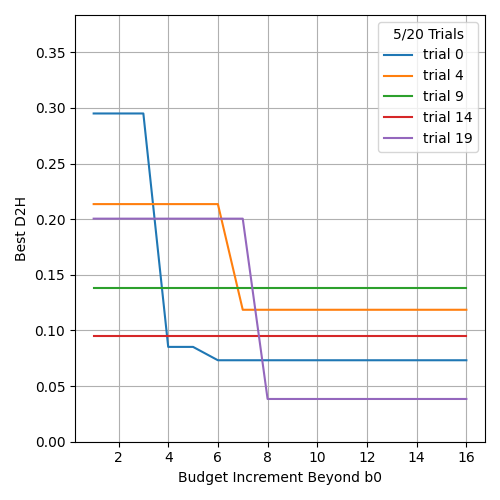 5/20 Trials
trial 0
trial 4
trial 9
trial 14
trial 19
Best D2H
0.35
0.30
0.25
0.20
0.15
0.10
0.05
0.00
2 4 6 8 10 12 14 16
Budget Increment Beyond b0